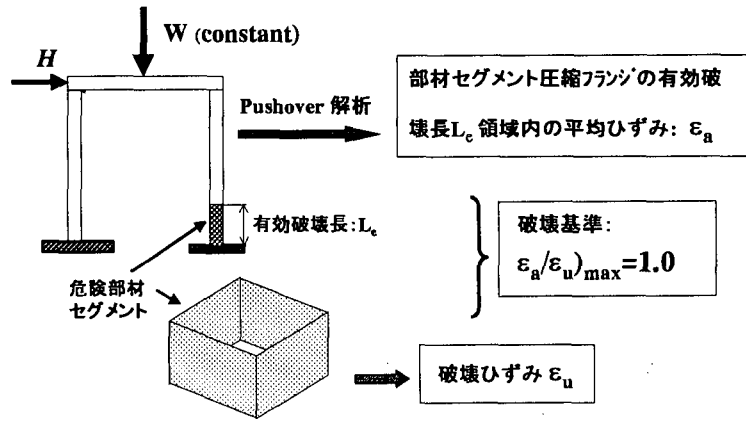 W (constant)
H
Pushover 解析
部材セグメント圧縮フランジの有効破
壊長Lₑ 領域内の平均ひずみ: εₐ
有効破壊長:Lₑ
破壊基準:
εₐ/εᵤ)max=1.0
危険部材
セグメント
破壊ひずみ εᵤ